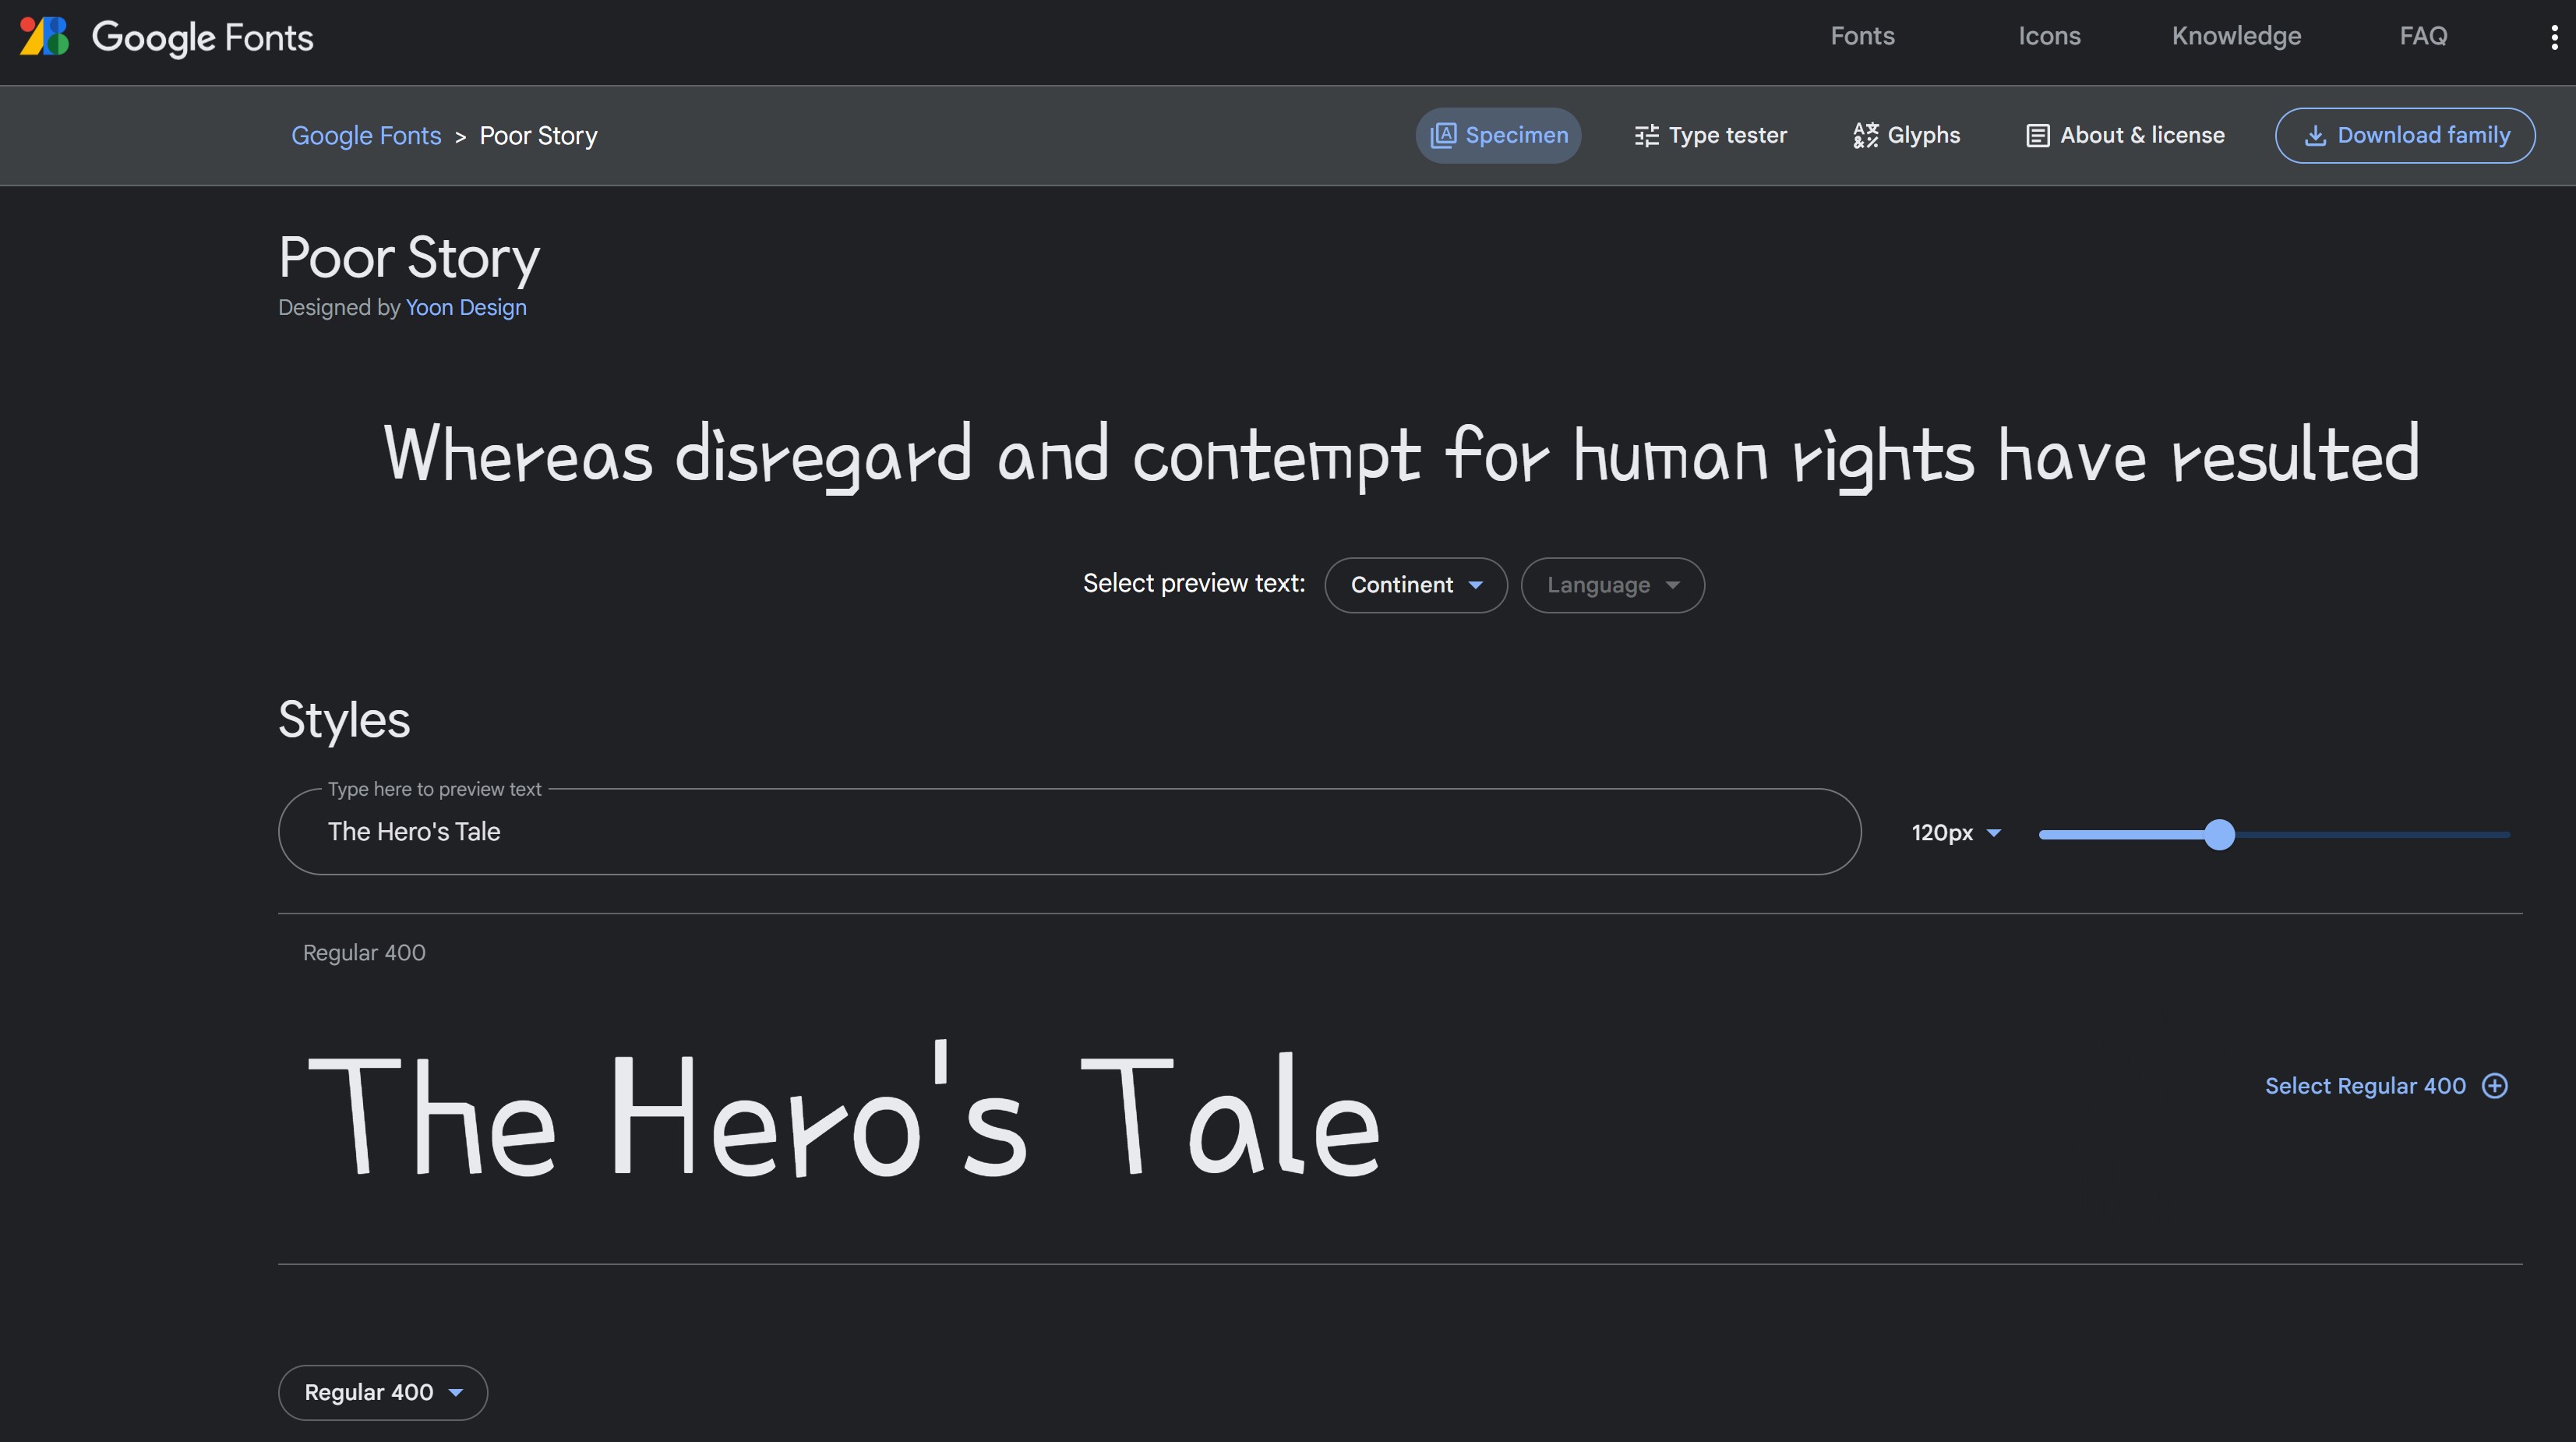 Google Fonts
Fonts Icons Knowledge FAQ
Google Fonts > Poor Story
Specimen Type tester Glyphs About & license Download family
Poor Story
Designed by Yoon Design
Whereas disregard and contempt for human rights have resulted
Select preview text: Continent Language
Styles
Type here to preview text
The Hero's Tale
120px
Regular 400
The Hero's Tale
Select Regular 400
Regular 400